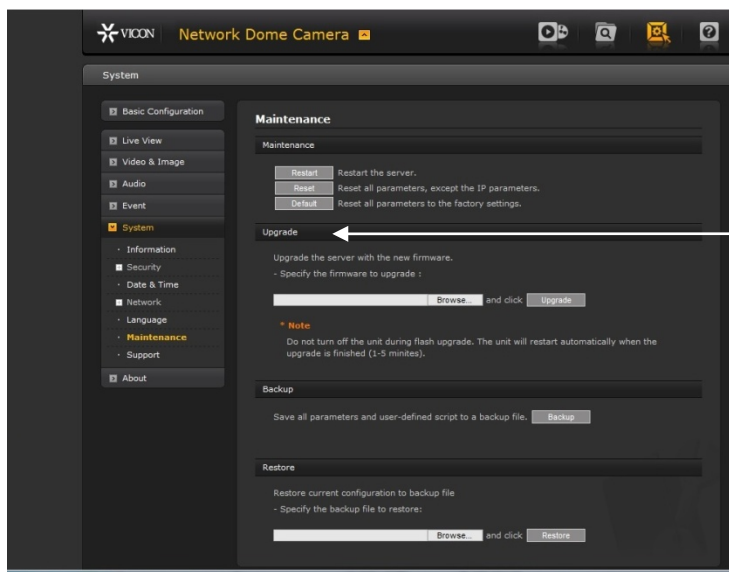 VICON Network Dome Camera
System
Basic Configuration
Live View
Video & Image
Audio
Event
System
· Information
Security
· Date & Time
Network
· Language
· Maintenance
· Support
About
Maintenance
Maintenance
Restart Restart the server.
Reset Reset all parameters, except the IP parameters.
Default Reset all parameters to the factory settings.
Upgrade
Upgrade the server with the new firmware.
- Specify the firmware to upgrade :
Browse... and click Upgrade
* Note
Do not turn off the unit during flash upgrade. The unit will restart automatically when the
upgrade is finished (1-5 minites).
Backup
Save all parameters and user-defined script to a backup file. Backup
Restore
Restore current configuration to backup file
- Specify the backup file to restore:
Browse... and click Restore